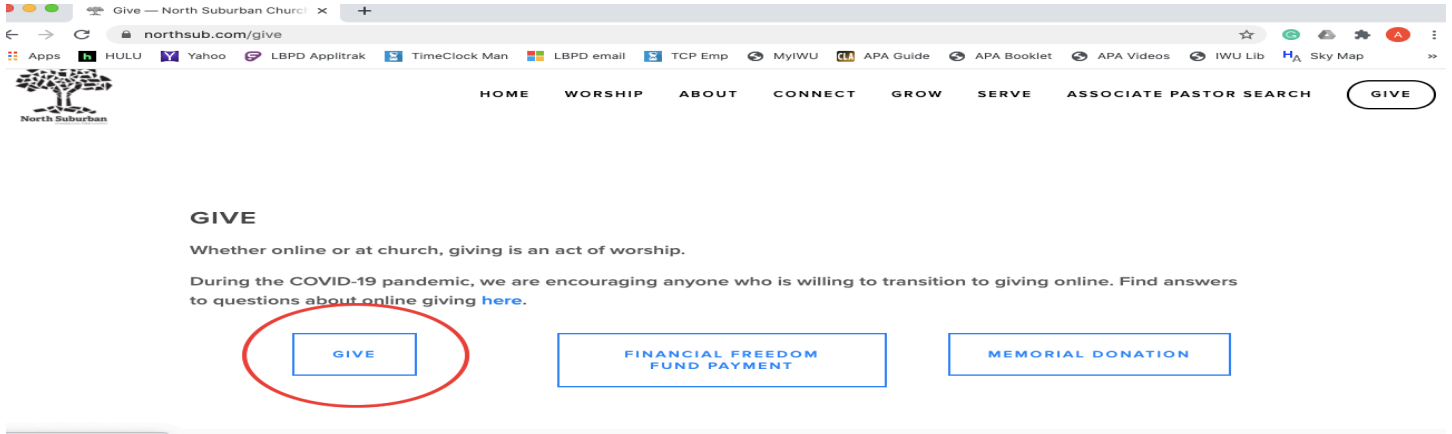 Give — North Suburban Churc
northsub.com/give
Apps HULU Yahoo LBPD Applitrak TimeClock Man LBPD email TCP Emp MyIWU CLA APA Guide APA Booklet APA Videos IWU Lib HA Sky Map »
North Suburban
HOME WORSHIP ABOUT CONNECT GROW SERVE ASSOCIATE PASTOR SEARCH GIVE
GIVE
Whether online or at church, giving is an act of worship.
During the COVID-19 pandemic, we are encouraging anyone who is willing to transition to giving online. Find answers
to questions about online giving here.
GIVE
FINANCIAL FREEDOM
FUND PAYMENT
MEMORIAL DONATION